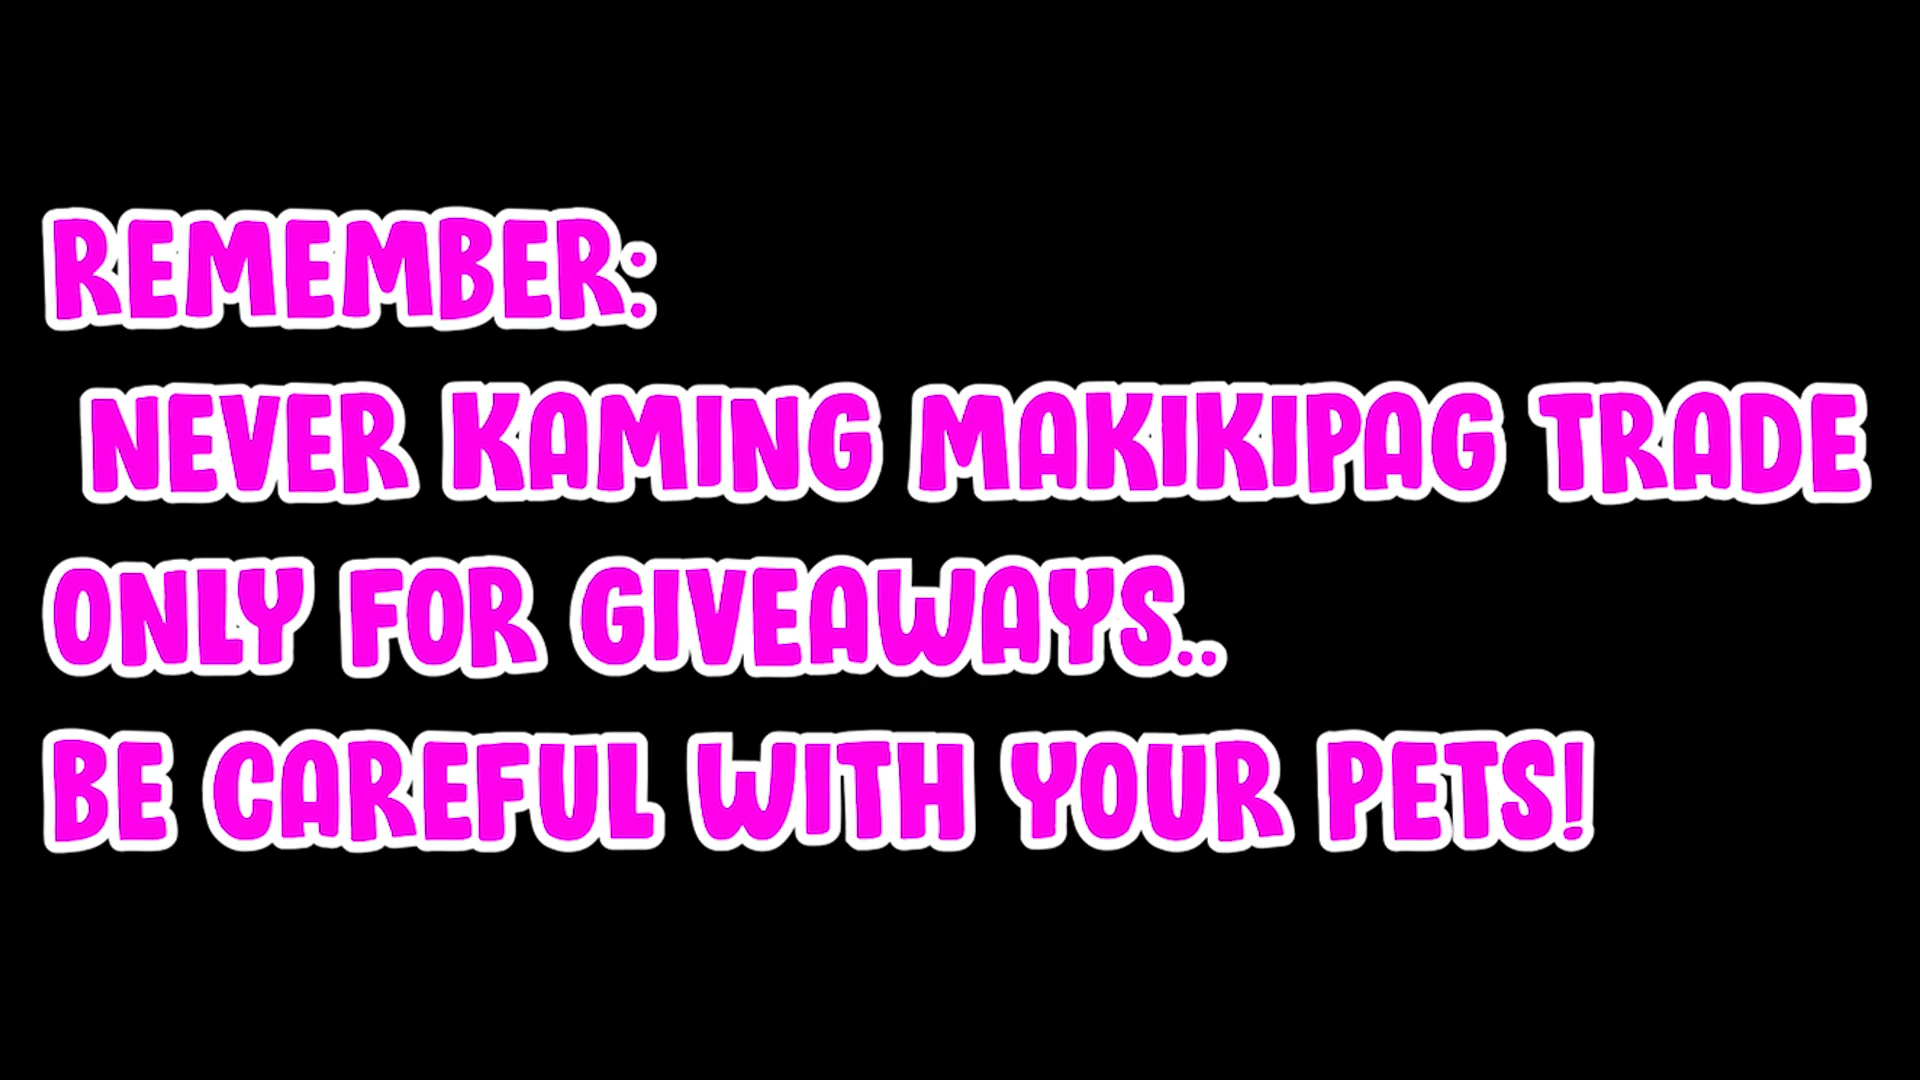 REMEMBER:
NEVER KAMING MAKIKIPAG TRADE
ONLY FOR GIVEAWAYS..
BE CAREFUL WITH YOUR PETS!